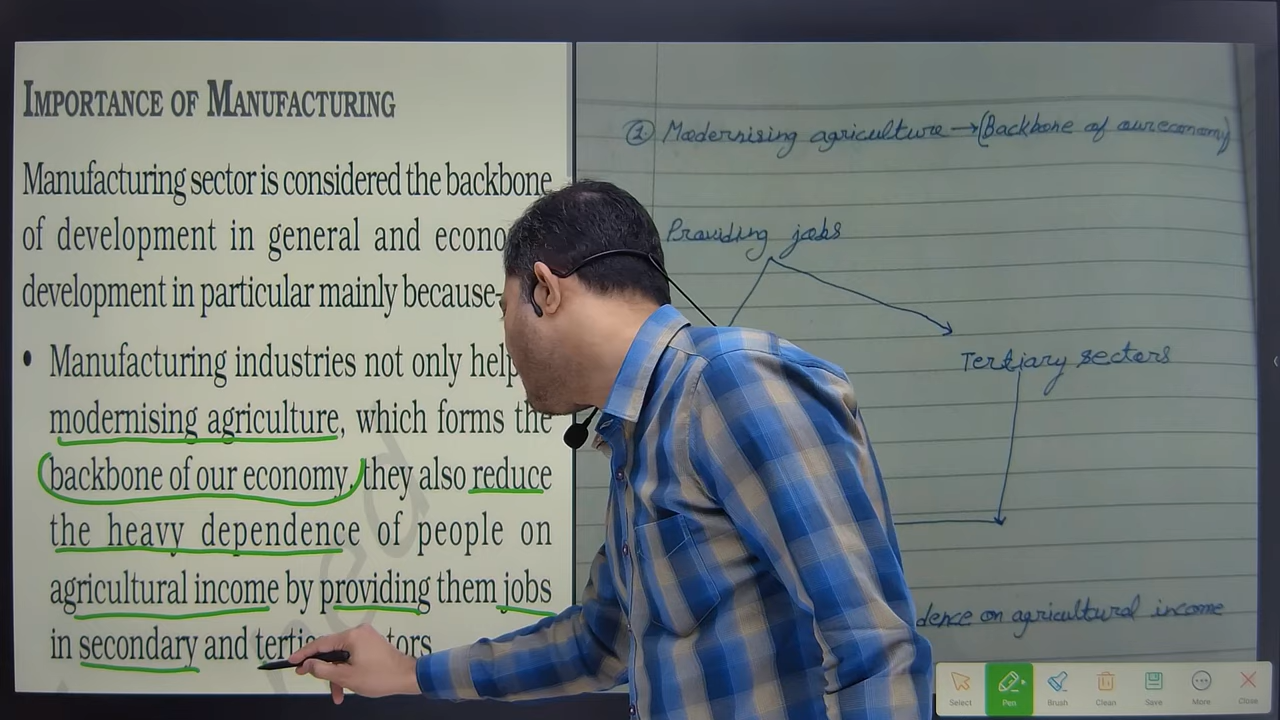 IMPORTANCE OF MANUFACTURING
Manufacturing sector is considered the backbone
of development in general and
development in particular mainly because-
• Manufacturing industries not only help
modernising agriculture, which forms the
backbone of our economy, they also reduce
the heavy dependence of people on
agricultural income by providing them jobs
in secondary and
① Modernising agriculture → (Backbone of our economy)
Providing jobs
Tertiary sectors
on agricultural income
Select Pen Brush Clean Save More Close